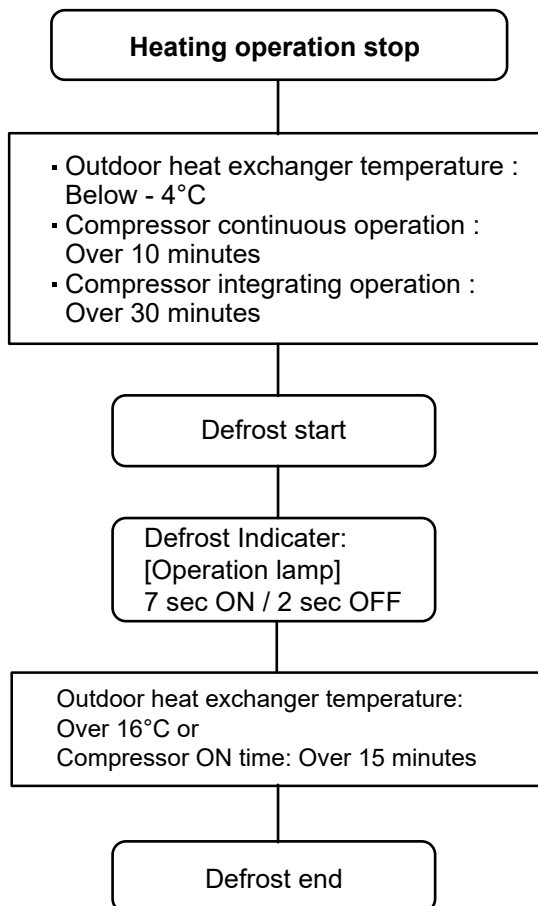 Heating operation stop
▪ Outdoor heat exchanger temperature :
Below - 4°C
▪ Compressor continuous operation :
Over 10 minutes
▪ Compressor integrating operation :
Over 30 minutes
Defrost start
Defrost Indicater:
[Operation lamp]
7 sec ON / 2 sec OFF
Outdoor heat exchanger temperature:
Over 16°C or
Compressor ON time: Over 15 minutes
Defrost end